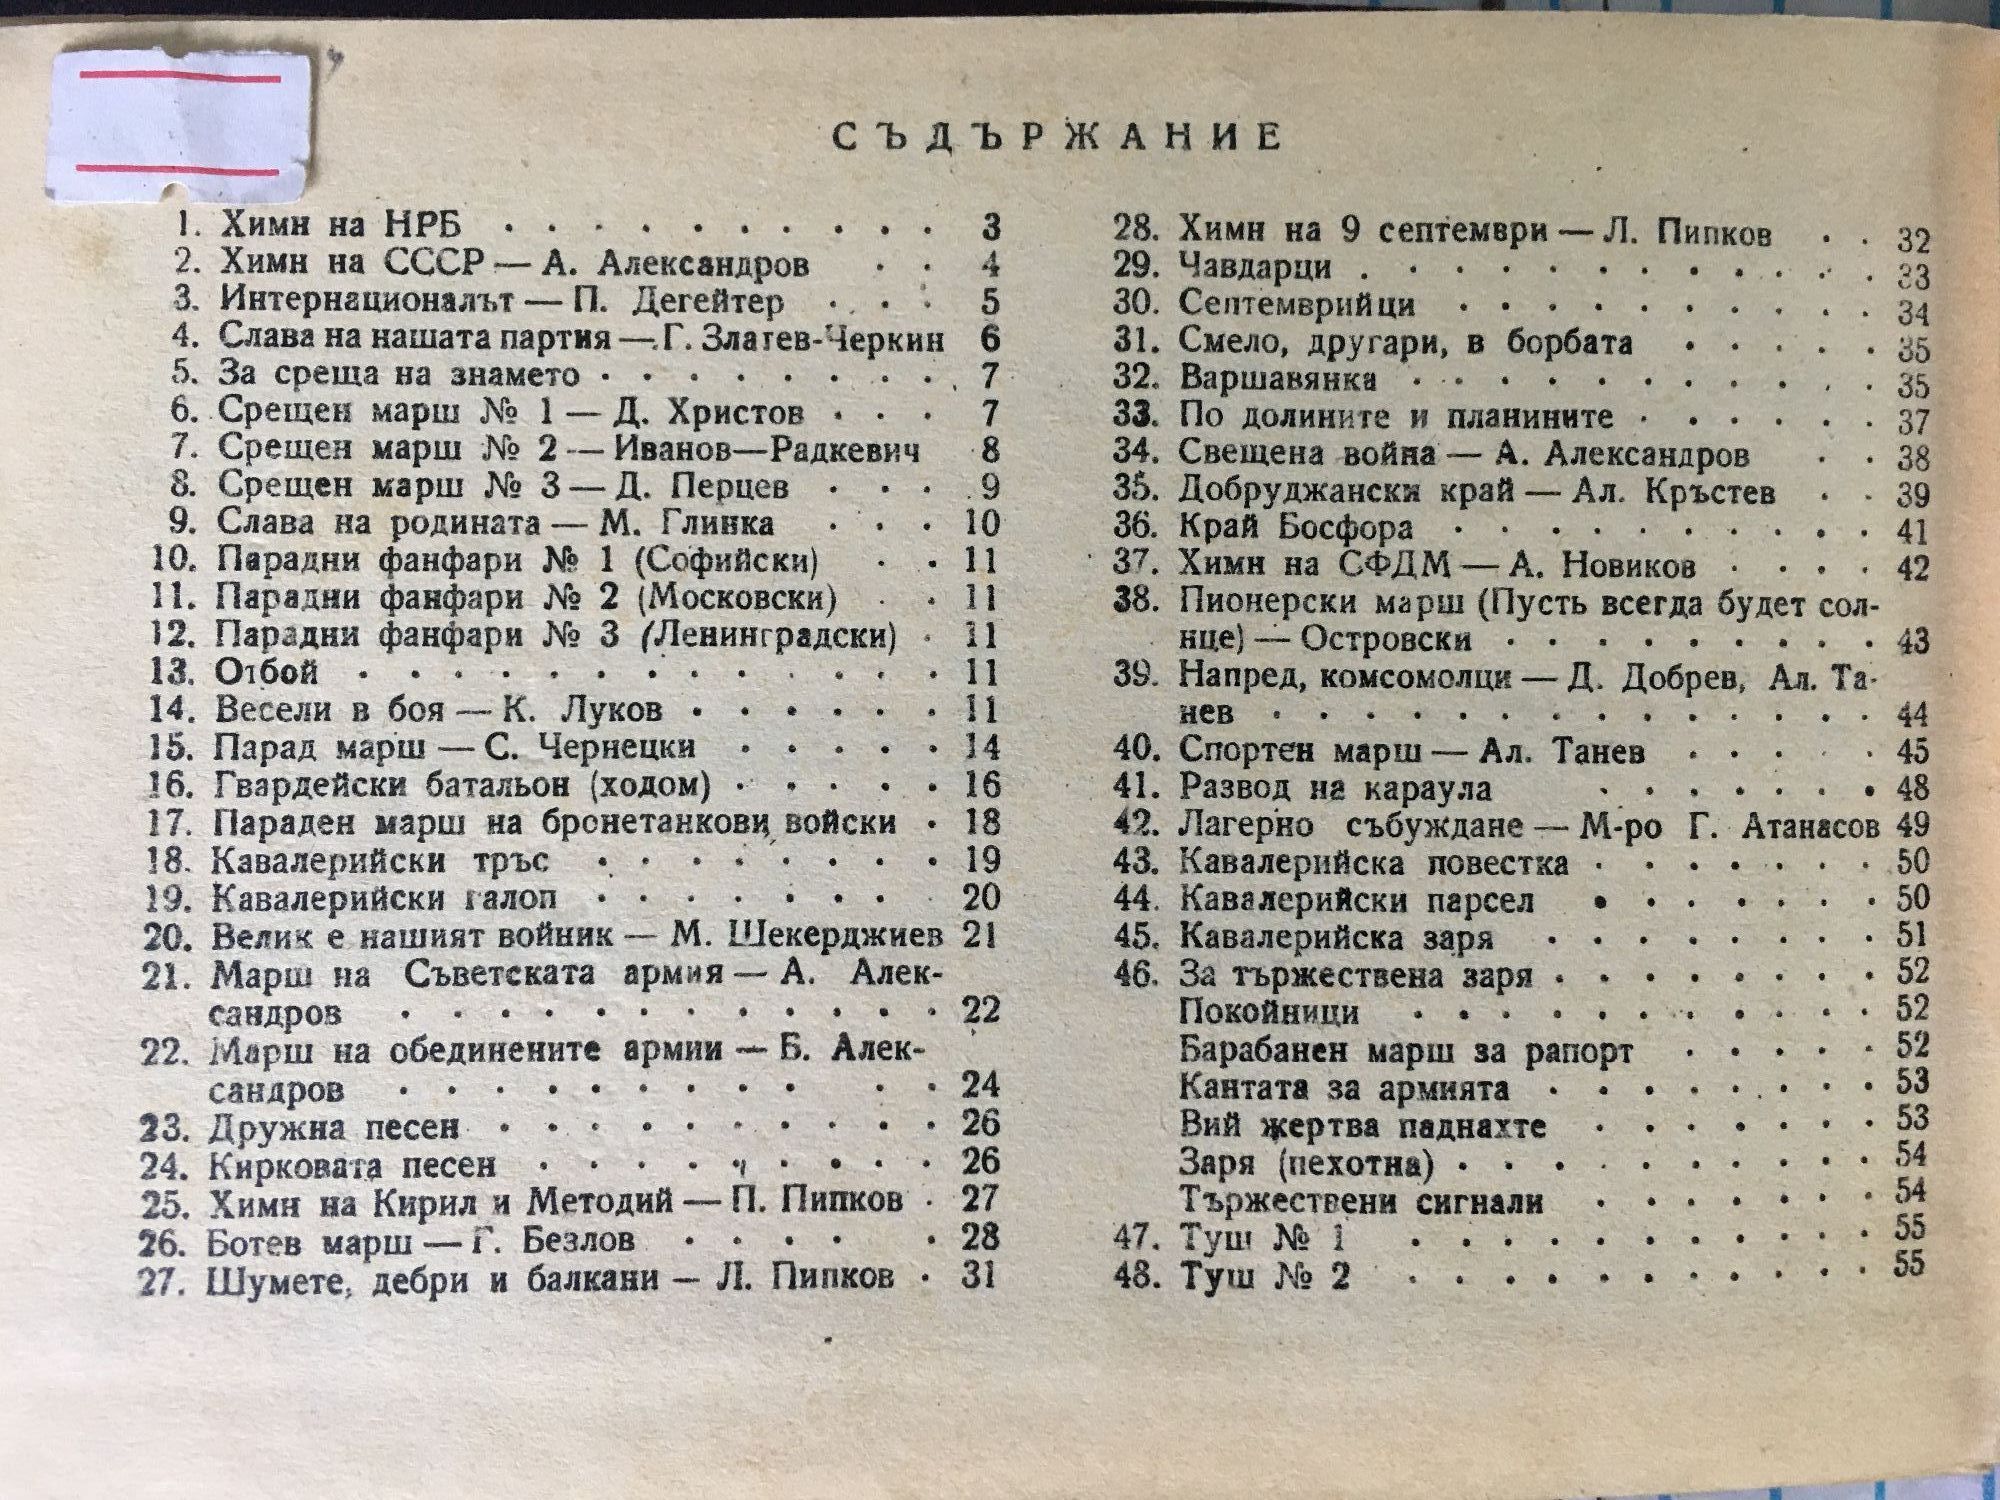 СЪДЪРЖАНИЕ
1. Химн на НРБ . . . . . . . . . . 3
2. Химн на СССР — А. Александров . . 4
3. Интернационалът — П. Дегейтер . . . 5
4. Слава на нашата партия — Г. Златев-Черкин 6
5. За среща на знамето . . . . . . . . 7
6. Срещен марш № 1 — Д. Христов . . . 7
7. Срещен марш № 2 — Иванов—Радкевич 8
8. Срещен марш № 3 — Д. Перцев . . . 9
9. Слава на родината — М. Глинка . . . 10
10. Парадни фанфари № 1 (Софийски) . . 11
11. Парадни фанфари № 2 (Московски) . . 11
12. Парадни фанфари № 3 (Ленинградски) . 11
13. Отбой . . . . . . . . . . . . 11
14. Весели в боя — К. Луков . . . . . . 11
15. Парад марш — С. Чернецки . . . . . 14
16. Гвардейски батальон (ходом) . . . . . 16
17. Параден марш на бронетанкови войски . 18
18. Кавалерийски тръс . . . . . . . . 19
19. Кавалерийски галоп . . . . . . . 20
20. Велик е нашият войник — М. Шекерджиев 21
21. Марш на Съветската армия — А. Алек-
сандров . . . . . . . . . . . 22
22. Марш на обединените армии — Б. Алек-
сандров . . . . . . . . . . . 24
23. Дружна песен . . . . . . . . . . 26
24. Кирковата песен . . . . . . . . . 26
25. Химн на Кирил и Методий — П. Пипков . 27
26. Ботев марш — Г. Безлов . . . . . 28
27. Шумете, дебри и балкани — Л. Пипков . 31
28. Химн на 9 септември — Л. Пипков . . 32
29. Чавдарци . . . . . . . . . . . . 33
30. Септемврийци . . . . . . . . . . 34
31. Смело, другари, в борбата . . . . . 35
32. Варшавянка . . . . . . . . . . . 35
33. По долините и планините . . . . . . 37
34. Свещена война — А. Александров . . 38
35. Добруджански край — Ал. Кръстев . . 39
36. Край Босфора . . . . . . . . . . 41
37. Химн на СФДМ — А. Новиков . . . . 42
38. Пионерски марш (Пусть всегда будет сол-
нце) — Островски . . . . . . . . . 43
39. Напред, комсомолци — Д. Добрев, Ал. Та-
нев . . . . . . . . . . . . . . 44
40. Спортен марш — Ал. Танев . . . . 45
41. Развод на караула . . . . . . . 48
42. Лагерно събуждане — М-ро Г. Атанасов 49
43. Кавалерийска повестка . . . . . . . 50
44. Кавалерийски парсел . . . . . . . 50
45. Кавалерийска заря . . . . . . . . 51
46. За тържествена заря . . . . . . . . 52
Покойници . . . . . . . . . . . 52
Барабанен марш за рапорт . . . . . 52
Кантата за армията . . . . . . . . 53
Вий жертва паднахте . . . . . . . 53
Заря (пехотна) . . . . . . . . . . 54
Тържествени сигнали . . . . . . . 54
47. Туш № 1 . . . . . . . . . . . 55
48. Туш № 2 . . . . . . . . . . . 55